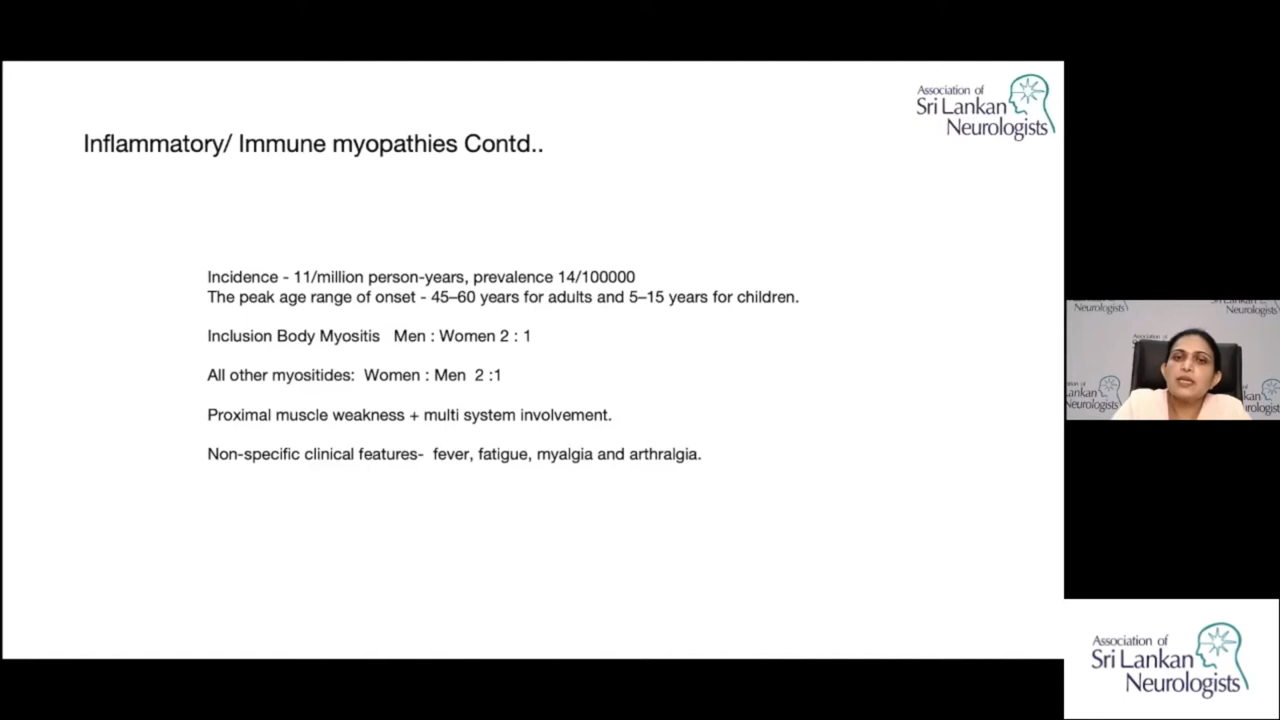 Association of
Sri Lankan
Neurologists
Inflammatory/ Immune myopathies Contd..
Incidence - 11/million person-years, prevalence 14/100000
The peak age range of onset - 45–60 years for adults and 5–15 years for children.
Inclusion Body Myositis Men : Women 2 : 1
All other myositides: Women : Men 2 :1
Proximal muscle weakness + multi system involvement.
Non-specific clinical features- fever, fatigue, myalgia and arthralgia.
Neurologists
Neurologists
Association of
Sri Lankan
Neurologists